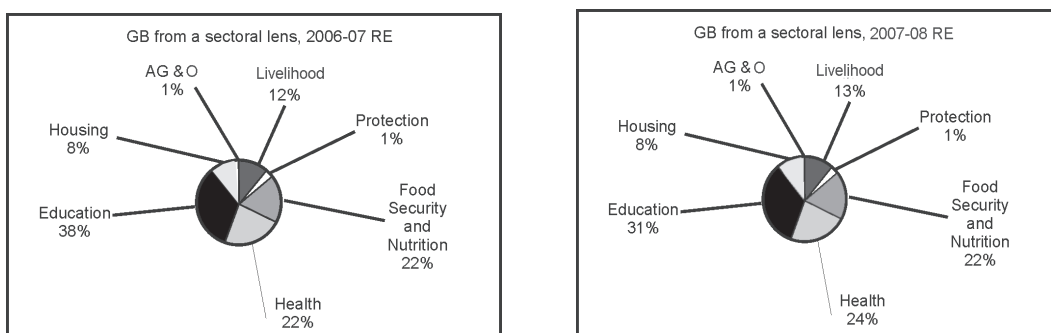 GB from a sectoral lens, 2006-07 RE
AG & O
1%
Livelihood
12%
Protection
1%
Housing
8%
Education
38%
Food
Security
and
Nutrition
22%
Health
22%
GB from a sectoral lens, 2007-08 RE
AG & O
1%
Livelihood
13%
Protection
1%
Housing
8%
Education
31%
Food
Security
and
Nutrition
22%
Health
24%